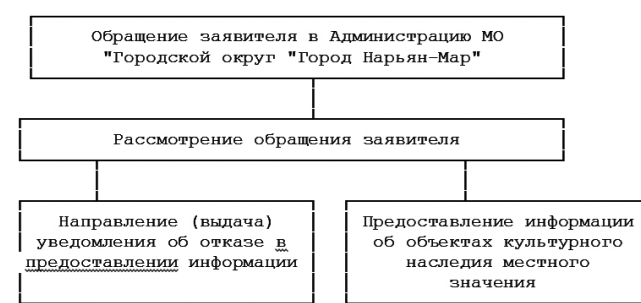 Обращение заявителя в Администрацию МО
"Городской округ "Город Нарьян-Мар"
Рассмотрение обращения заявителя
Направление (выдача)
уведомления об отказе в
предоставлении информации
Предоставление информации
об объектах культурного
наследия местного
значения